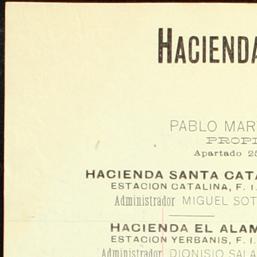 HACIENDA
PABLO MAR
PROPI
Apartado 25
HACIENDA SANTA CATA
ESTACION CATALINA, F. I.
Administrador MIGUEL SOT
HACIENDA EL ALAM
ESTACION YERBANIS, F. I.
Administrador DIONISIO SALA